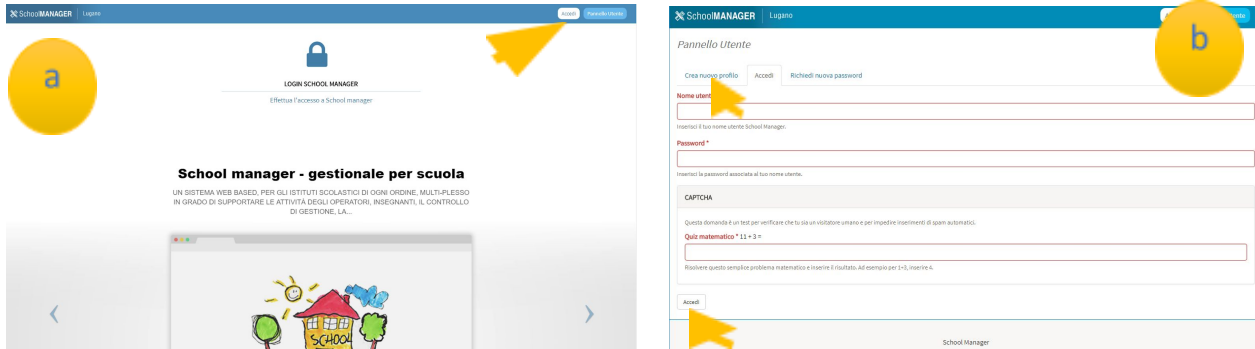 SchoolMANAGER Lugano
Accedi Pannello Utente
a
LOGIN SCHOOL MANAGER
Effettua l'accesso a School manager
School manager - gestionale per scuola
UN SISTEMA WEB BASED, PER GLI ISTITUTI SCOLASTICI DI OGNI ORDINE, MULTI-PLESSO
IN GRADO DI SUPPORTARE LE ATTIVITÀ DEGLI OPERATORI, INSEGNANTI, IL CONTROLLO
DI GESTIONE, LA...
SCHOOL
SchoolMANAGER Lugano
b
Pannello Utente
Crea nuovo profilo Accedi Richiedi nuova password
Nome utent
Inserisci il tuo nome utente School Manager.
Password *
Inserisci la password associata al tuo nome utente.
CAPTCHA
Questa domanda è un test per verificare che tu sia un visitatore umano e per impedire inserimenti di spam automatici.
Quiz matematico * 11 + 3 =
Risolvere questo semplice problema matematico e inserire il risultato. Ad esempio per 1+3, inserire 4.
Accedi
School Manager